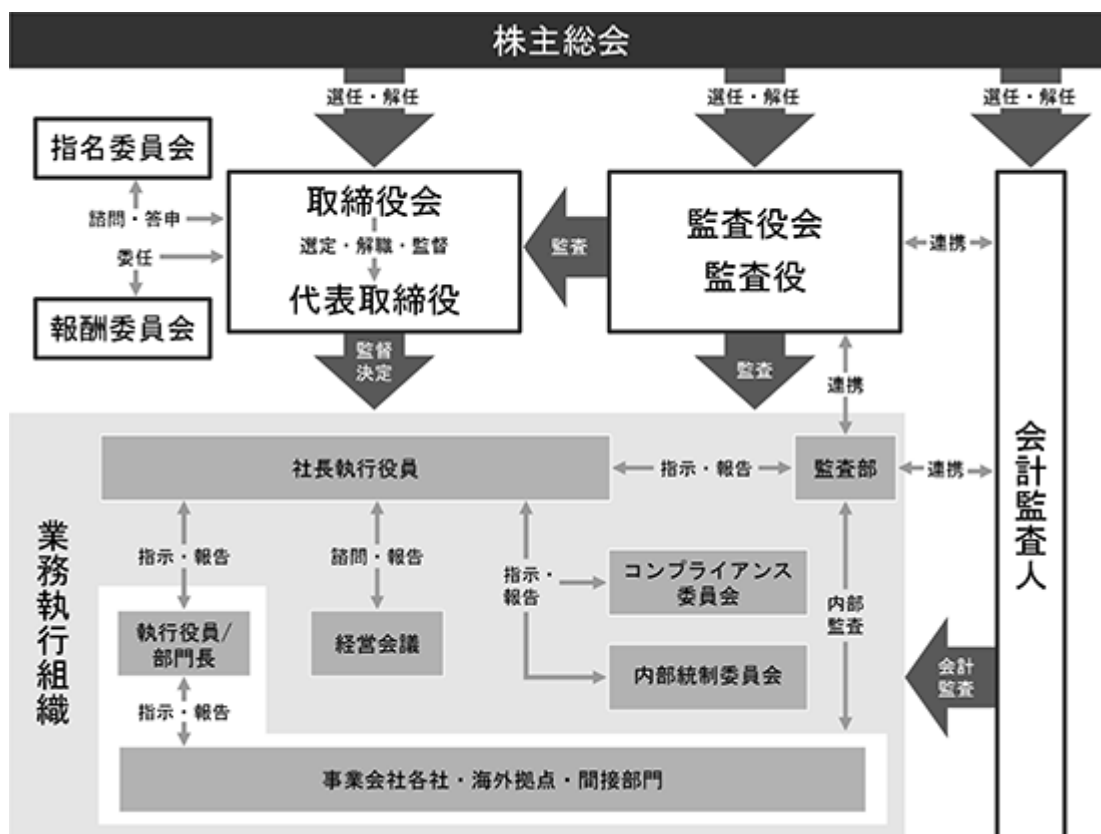 株主総会
選任・解任
選任・解任
選任・解任
指名委員会
諮問・答申
委任
報酬委員会
取締役会
選定・解職・監督
代表取締役
監査
監査役会
監査役
連携
監督
決定
監査
連携
会計監査人
業務執行組織
社長執行役員
指示・報告
監査部
連携
指示・報告
諮問・報告
指示・
報告
コンプライアンス
委員会
内部
監査
執行役員/
部門長
経営会議
内部統制委員会
会計
監査
指示・報告
事業会社各社・海外拠点・間接部門